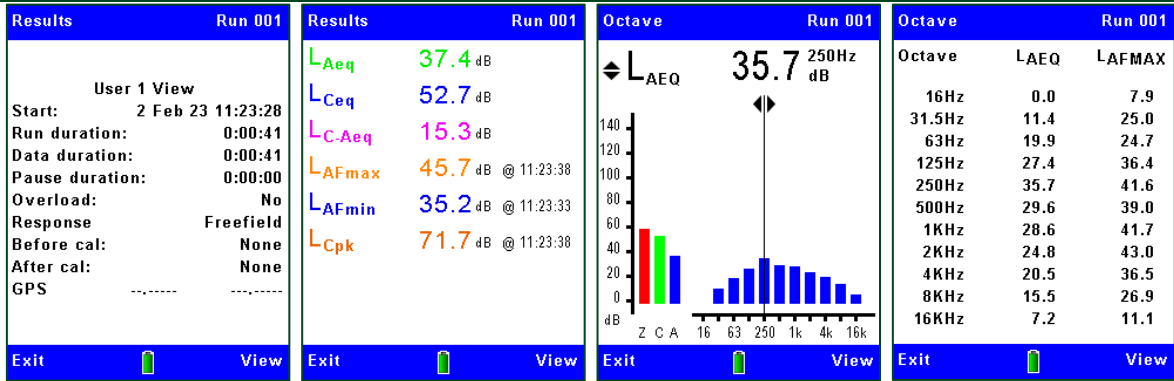 Results Run 001
User 1 View
Start: 2 Feb 23 11:23:28
Run duration: 0:00:41
Data duration: 0:00:41
Pause duration: 0:00:00
Overload: No
Response Freefield
Before cal: None
After cal: None
GPS --.----- ---.-----
Exit View
Results Run 001
LAeq 37.4 dB
LCeq 52.7 dB
LC-Aeq 15.3 dB
LAFmax 45.7 dB @ 11:23:38
LAFmin 35.2 dB @ 11:23:33
LCpk 71.7 dB @ 11:23:38
Exit View
Octave Run 001
LAEQ 35.7 250Hz dB
140
120
100
80
60
40
20
0
dB
Z C A 16 63 250 1k 4k 16k
Exit View
Octave Run 001
Octave LAEQ LAFMAX
16Hz 0.0 7.9
31.5Hz 11.4 25.0
63Hz 19.9 24.7
125Hz 27.4 36.4
250Hz 35.7 41.6
500Hz 29.6 39.0
1KHz 28.6 41.7
2KHz 24.8 43.0
4KHz 20.5 36.5
8KHz 15.5 26.9
16KHz 7.2 11.1
Exit View